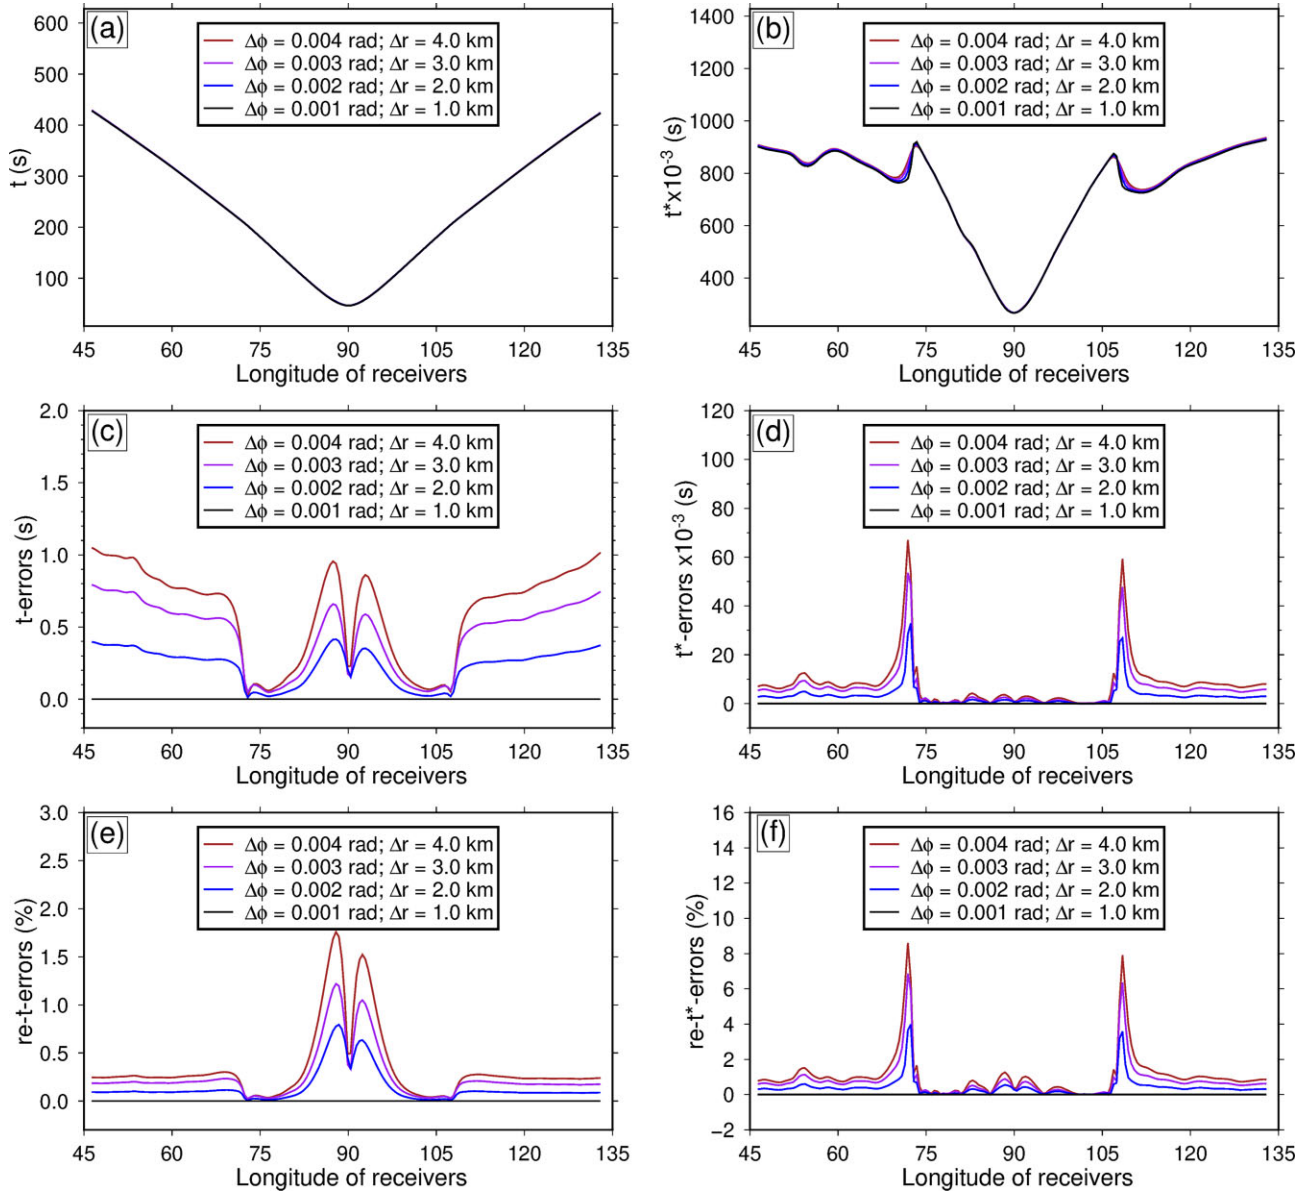 (a)
Δϕ = 0.004 rad; Δr = 4.0 km
Δϕ = 0.003 rad; Δr = 3.0 km
Δϕ = 0.002 rad; Δr = 2.0 km
Δϕ = 0.001 rad; Δr = 1.0 km
600
500
400
300
200
100
t (s)
45 60 75 90 105 120 135
Longitude of receivers
(b)
Δϕ = 0.004 rad; Δr = 4.0 km
Δϕ = 0.003 rad; Δr = 3.0 km
Δϕ = 0.002 rad; Δr = 2.0 km
Δϕ = 0.001 rad; Δr = 1.0 km
1400
1200
1000
800
600
400
t*x10⁻³ (s)
45 60 75 90 105 120 135
Longutide of receivers
(c)
Δϕ = 0.004 rad; Δr = 4.0 km
Δϕ = 0.003 rad; Δr = 3.0 km
Δϕ = 0.002 rad; Δr = 2.0 km
Δϕ = 0.001 rad; Δr = 1.0 km
2.0
1.5
1.0
0.5
0.0
t-errors (s)
45 60 75 90 105 120 135
Longitude of receivers
(d)
Δϕ = 0.004 rad; Δr = 4.0 km
Δϕ = 0.003 rad; Δr = 3.0 km
Δϕ = 0.002 rad; Δr = 2.0 km
Δϕ = 0.001 rad; Δr = 1.0 km
120
100
80
60
40
20
0
t*-errors x10⁻³ (s)
45 60 75 90 105 120 135
Longitude of receivers
(e)
Δϕ = 0.004 rad; Δr = 4.0 km
Δϕ = 0.003 rad; Δr = 3.0 km
Δϕ = 0.002 rad; Δr = 2.0 km
Δϕ = 0.001 rad; Δr = 1.0 km
3.0
2.5
2.0
1.5
1.0
0.5
0.0
re-t-errors (%)
45 60 75 90 105 120 135
Longitude of receivers
(f)
Δϕ = 0.004 rad; Δr = 4.0 km
Δϕ = 0.003 rad; Δr = 3.0 km
Δϕ = 0.002 rad; Δr = 2.0 km
Δϕ = 0.001 rad; Δr = 1.0 km
16
14
12
10
8
6
4
2
0
−2
re-t*-errors (%)
45 60 75 90 105 120 135
Longitude of receivers